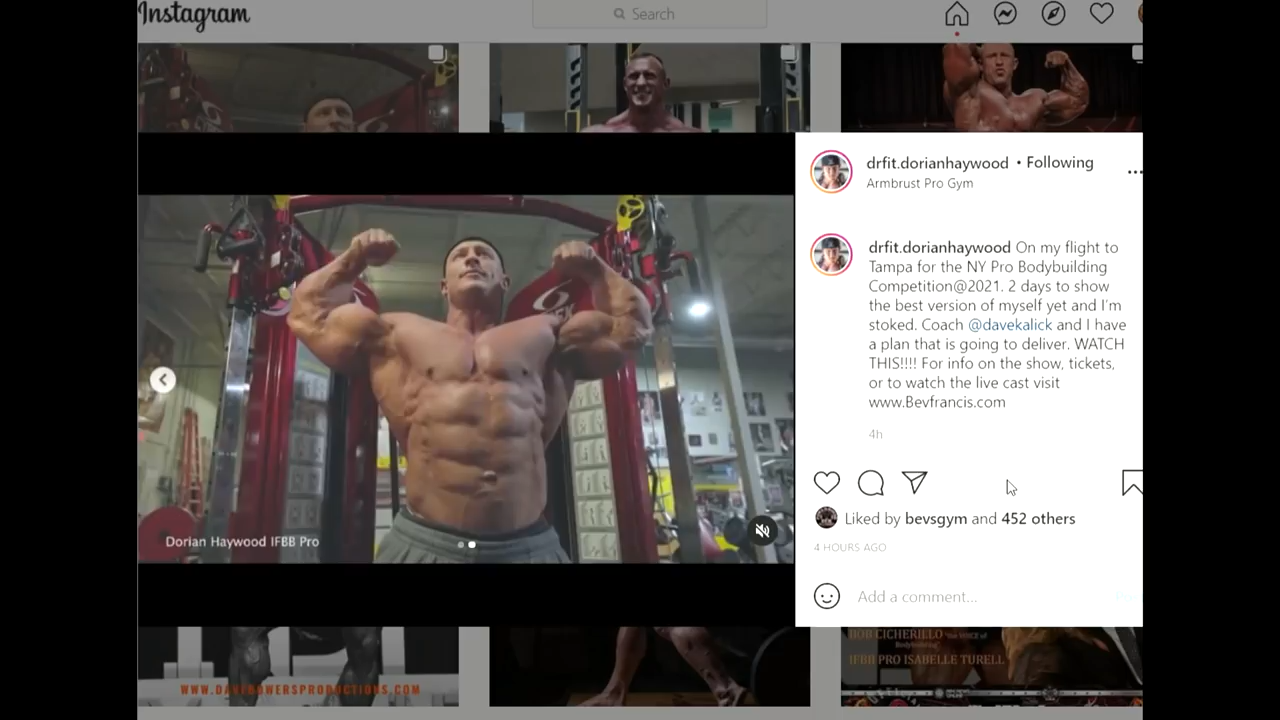 Instagram
Search
drfit.dorianhaywood • Following
Armbrust Pro Gym
drfit.dorianhaywood On my flight to
Tampa for the NY Pro Bodybuilding
Competition@2021. 2 days to show
the best version of myself yet and I'm
stoked. Coach @davekalick and I have
a plan that is going to deliver. WATCH
THIS!!!! For info on the show, tickets,
or to watch the live cast visit
www.Bevfrancis.com
4h
Dorian Haywood IFBB Pro
Liked by bevsgym and 452 others
4 HOURS AGO
Add a comment...
BOB CICHERILLO "the VOICE of
Bodybuilding"
IFBB PRO ISABELLE TURELL